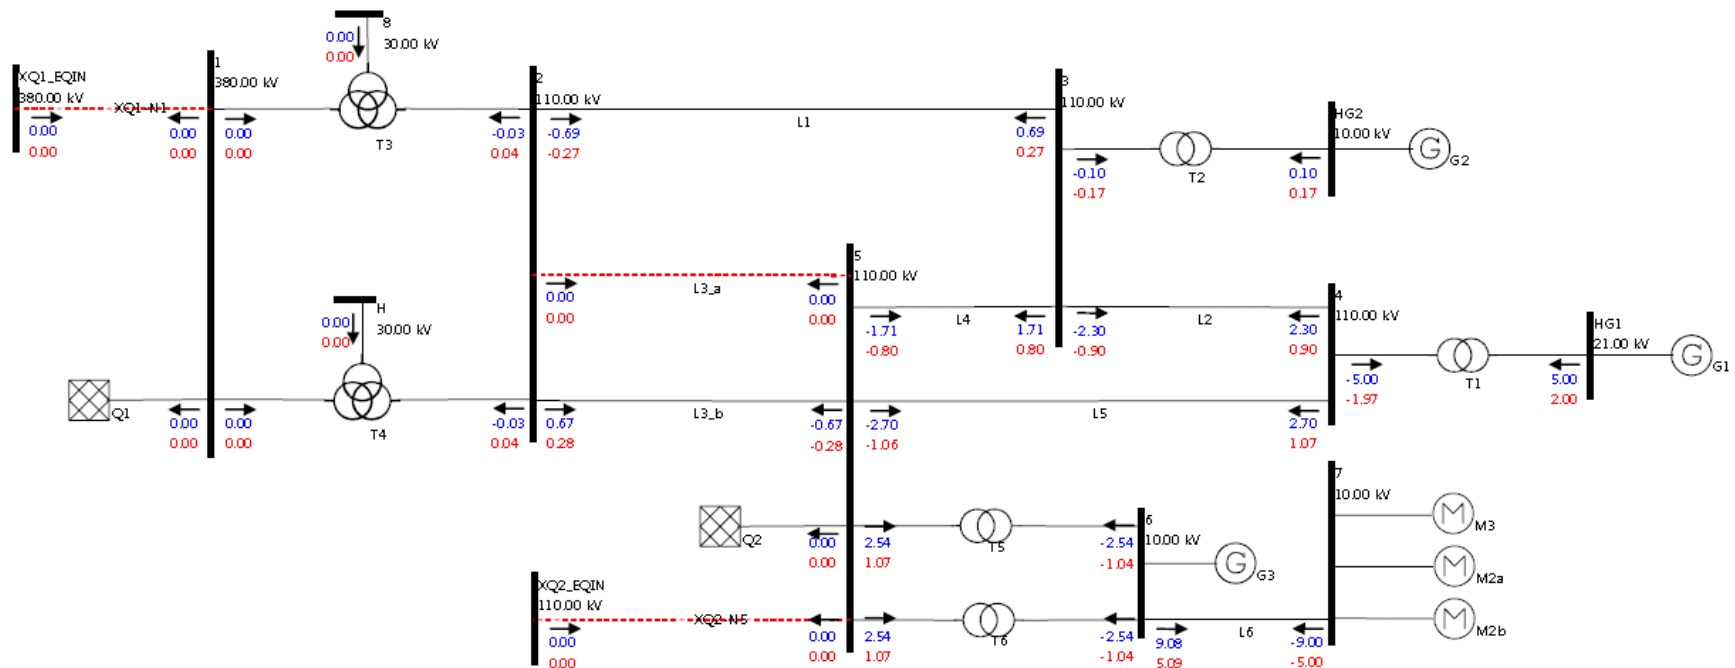 8
30.00 kV
0.00
0.00
XQ1_EQIN
380.00 kV
XQ1-N1
0.00
0.00
1
380.00 kV
0.00
0.00
0.00
0.00
T3
2
110.00 kV
-0.03
0.04
-0.69
-0.27
L1
3
110.00 kV
0.69
0.27
-0.10
-0.17
T2
HG2
10.00 kV
0.10
0.17
G
G2
5
110.00 kV
L3_a
0.00
0.00
0.00
0.00
-1.71
-0.80
L4
1.71
0.80
-2.30
-0.90
L2
4
110.00 kV
2.30
0.90
-5.00
-1.97
T1
HG1
21.00 kV
5.00
2.00
G
G1
H
30.00 kV
0.00
0.00
Q1
0.00
0.00
0.00
0.00
T4
-0.03
0.04
0.67
0.28
L3_b
-0.67
-0.28
-2.70
-1.06
L5
2.70
1.07
Q2
0.00
0.00
2.54
1.07
T5
-2.54
-1.04
6
10.00 kV
G
G3
7
10.00 kV
M
M3
M
M2a
M
M2b
XQ2_EQIN
110.00 kV
XQ2-N5
0.00
0.00
0.00
0.00
2.54
1.07
T6
-2.54
-1.04
9.08
5.09
L6
-9.00
-5.00